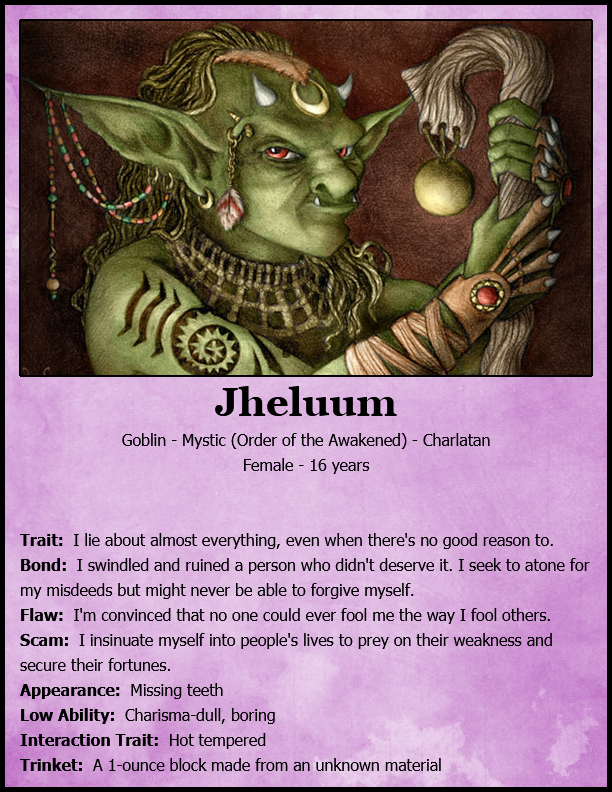 Jheluum
Goblin - Mystic (Order of the Awakened) - Charlatan
Female - 16 years
Trait: I lie about almost everything, even when there's no good reason to.
Bond: I swindled and ruined a person who didn't deserve it. I seek to atone for
my misdeeds but might never be able to forgive myself.
Flaw: I'm convinced that no one could ever fool me the way I fool others.
Scam: I insinuate myself into people's lives to prey on their weakness and
secure their fortunes.
Appearance: Missing teeth
Low Ability: Charisma-dull, boring
Interaction Trait: Hot tempered
Trinket: A 1-ounce block made from an unknown material